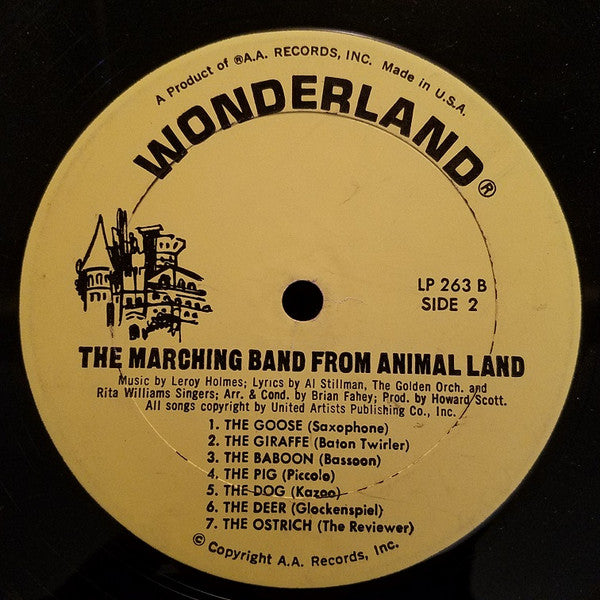 A Product of ®A.A. RECORDS, INC. Made in U.S.A.
WONDERLAND®
LP 263 B
SIDE 2
THE MARCHING BAND FROM ANIMAL LAND
Music by Leroy Holmes; Lyrics by Al Stillman, The Golden Orch. and
Rita Williams Singers; Arr. & Cond. by Brian Fahey; Prod. by Howard Scott.
All songs copyright by United Artists Publishing Co., Inc.
1. THE GOOSE (Saxophone)
2. THE GIRAFFE (Baton Twirler)
3. THE BABOON (Bassoon)
4. THE PIG (Piccolo)
5. THE DOG (Kazoo)
6. THE DEER (Glockenspiel)
7. THE OSTRICH (The Reviewer)
© Copyright A.A. Records, Inc.